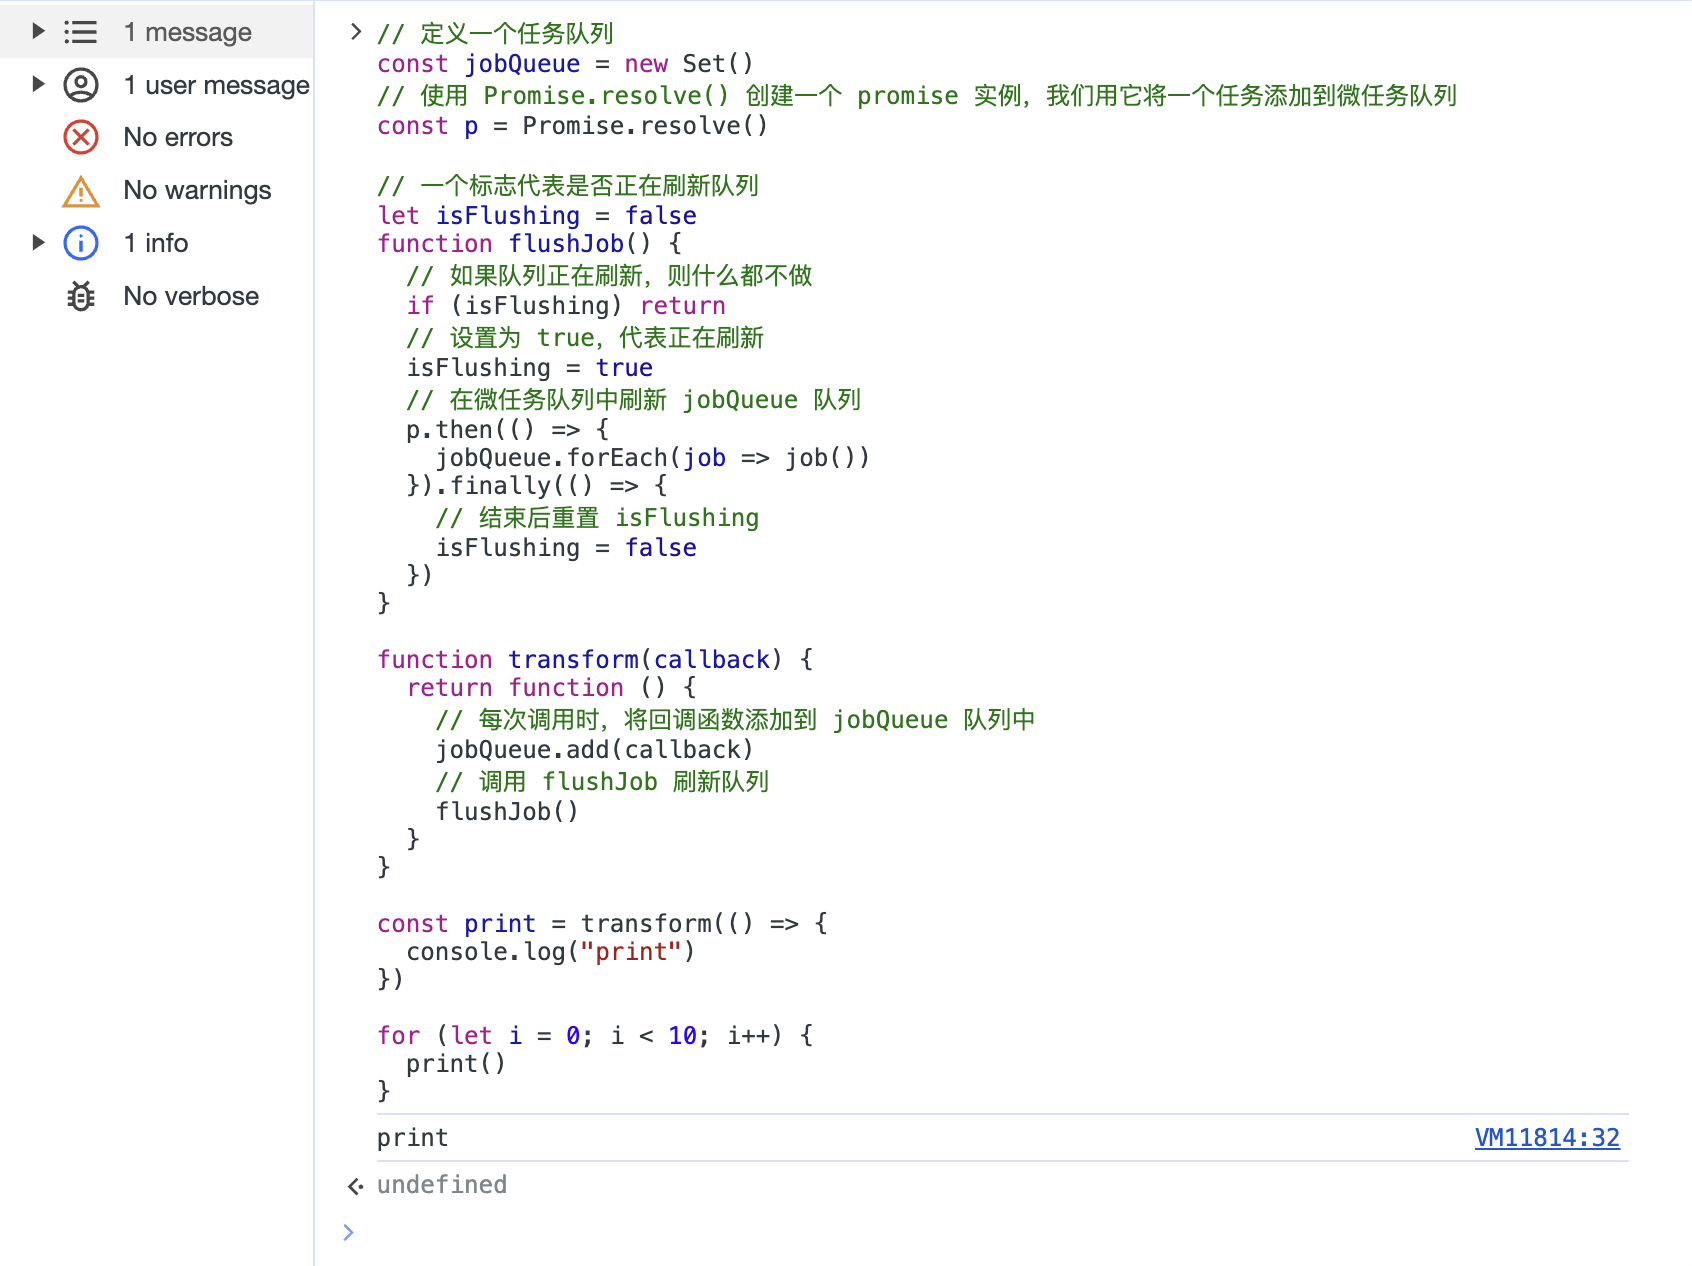 1 message
1 user message
No errors
No warnings
1 info
No verbose
// 定义一个任务队列
const jobQueue = new Set()
// 使用 Promise.resolve() 创建一个 promise 实例，我们用它将一个任务添加到微任务队列
const p = Promise.resolve()
// 一个标志代表是否正在刷新队列
let isFlushing = false
function flushJob() {
// 如果队列正在刷新，则什么都不做
if (isFlushing) return
// 设置为 true，代表正在刷新
isFlushing = true
// 在微任务队列中刷新 jobQueue 队列
p.then(() => {
jobQueue.forEach(job => job())
}).finally(() => {
// 结束后重置 isFlushing
isFlushing = false
})
}
function transform(callback) {
return function () {
// 每次调用时，将回调函数添加到 jobQueue 队列中
jobQueue.add(callback)
// 调用 flushJob 刷新队列
flushJob()
}
}
const print = transform(() => {
console.log("print")
})
for (let i = 0; i < 10; i++) {
print()
}
print VM11814:32
undefined